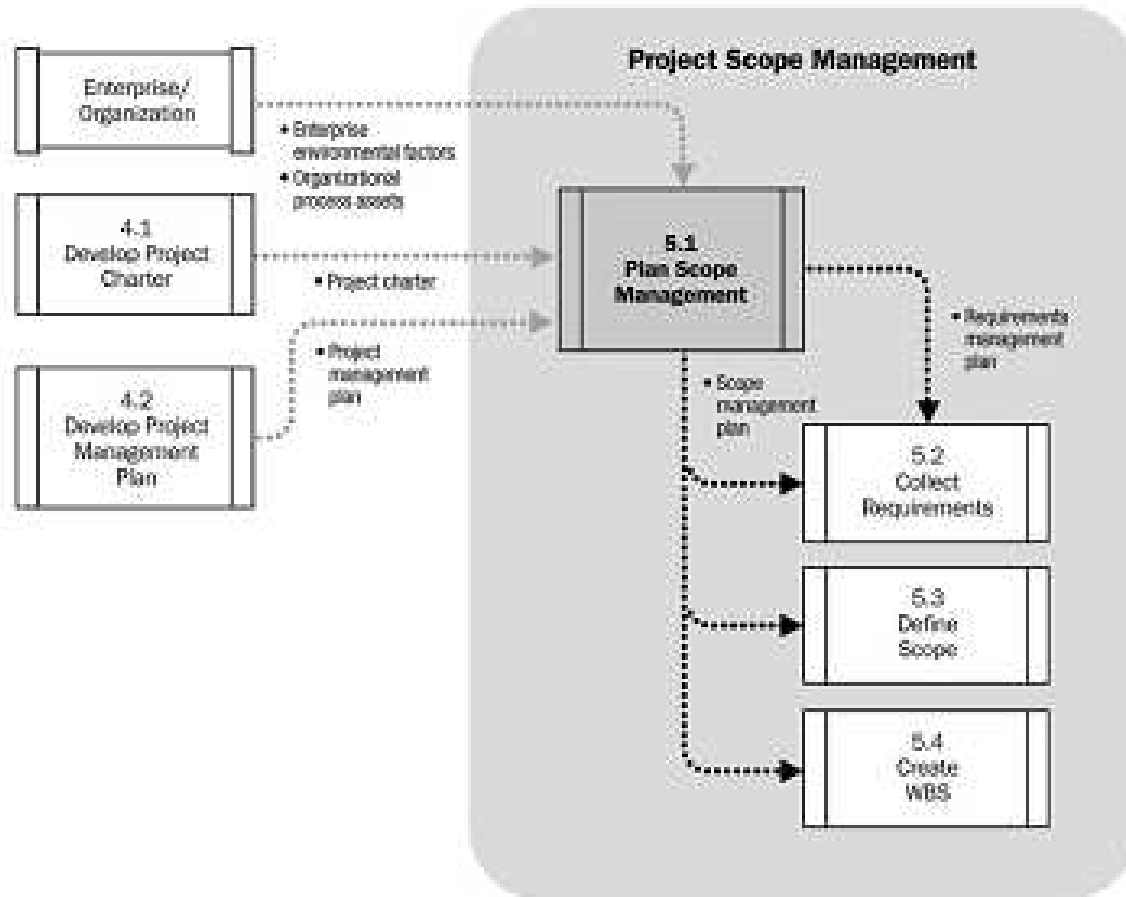 Project Scope Management
Enterprise/
Organization
• Enterprise
environmental factors
• Organizational
process assets
4.1
Develop Project
Charter
• Project charter
4.2
Develop Project
Management
Plan
• Project
management
plan
5.1
Plan Scope
Management
• Requirements
management
plan
• Scope
management
plan
5.2
Collect
Requirements
5.3
Define
Scope
5.4
Create
WBS